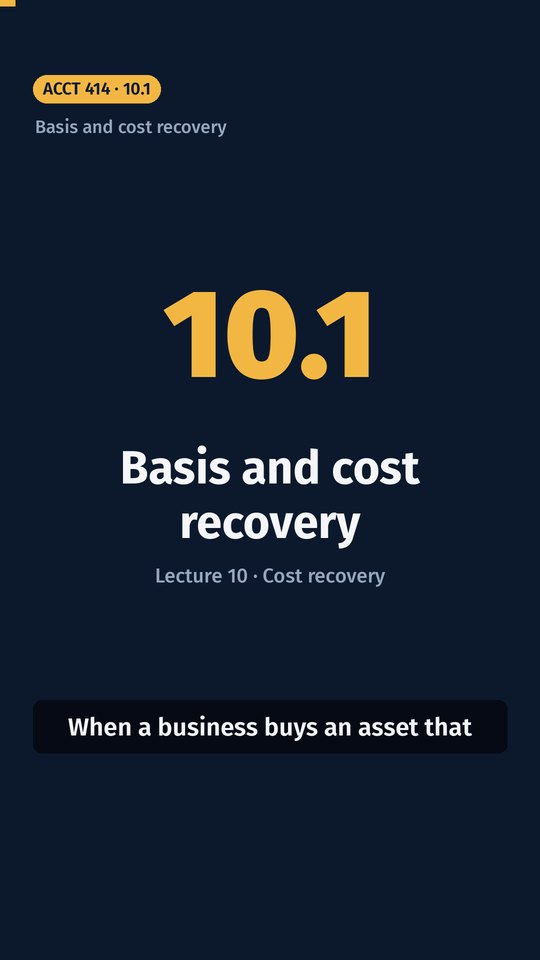 ACCT 414 · 10.1
Basis and cost recovery
10.1
Basis and cost
recovery
Lecture 10 · Cost recovery
When a business buys an asset that